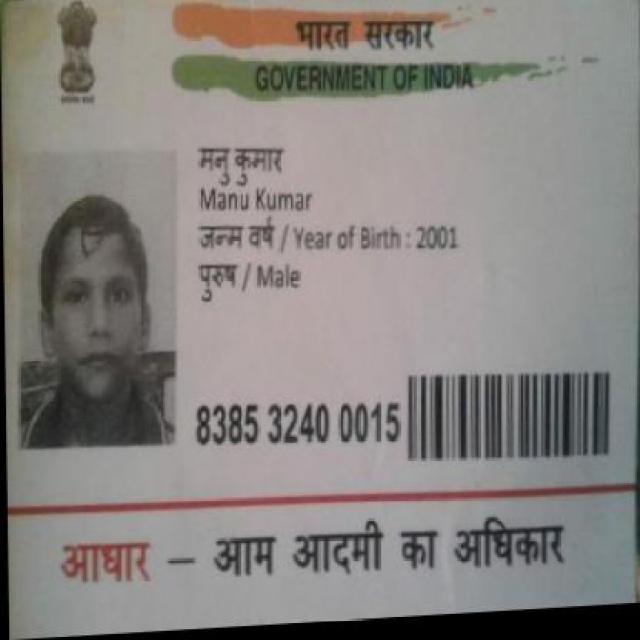 भारत सरकार
GOVERNMENT OF INDIA
मनु कुमार
Manu Kumar
जन्म वर्ष / Year of Birth : 2001
पुरुष / Male
8385 3240 0015
आधार – आम आदमी का अधिकार